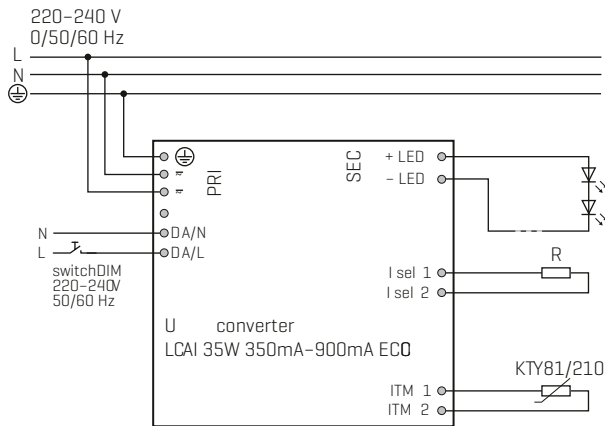 220–240 V
0/50/60 Hz
L
N
PRI
SEC
+ LED
– LED
N
DA/N
L
DA/L
switchDIM
220–240V
50/60 Hz
I sel 1
R
I sel 2
U converter
LCAI 35W 350mA–900mA ECO
KTY81/210
ITM 1
ITM 2